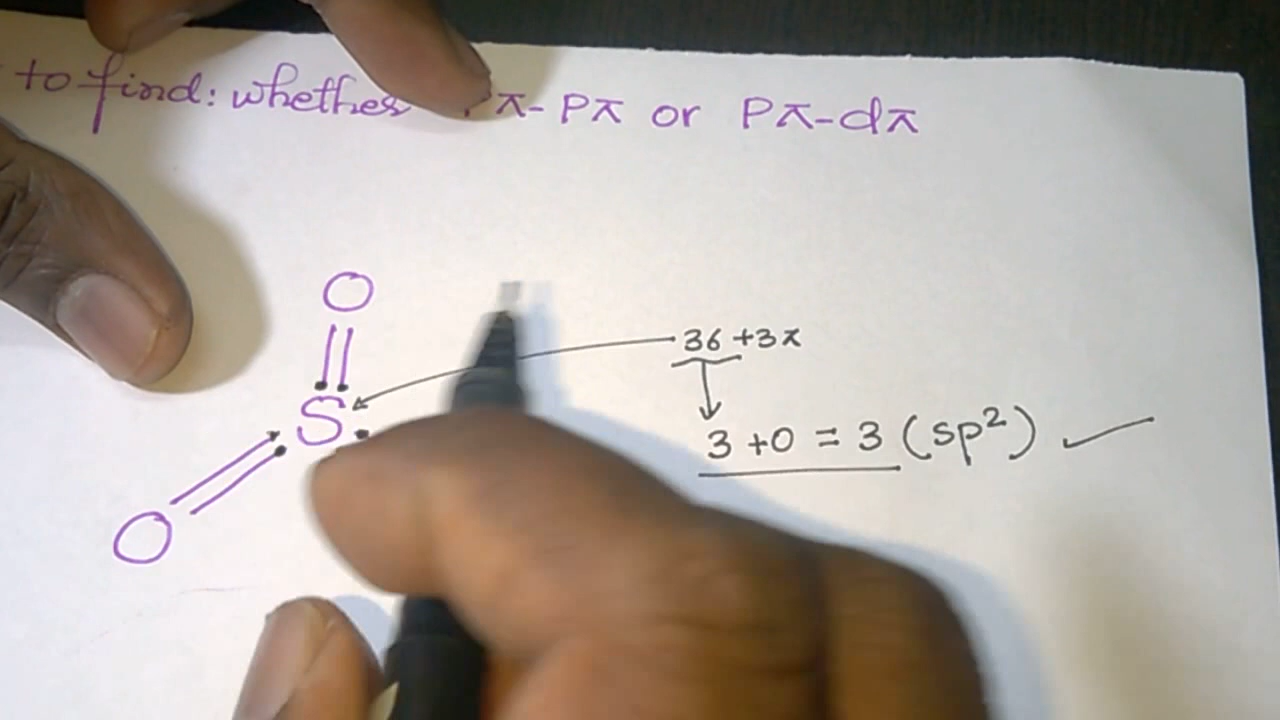 to find: whether Pπ-Pπ or Pπ-dπ
O
3σ+3π
S
3+0=3(sp²)
O